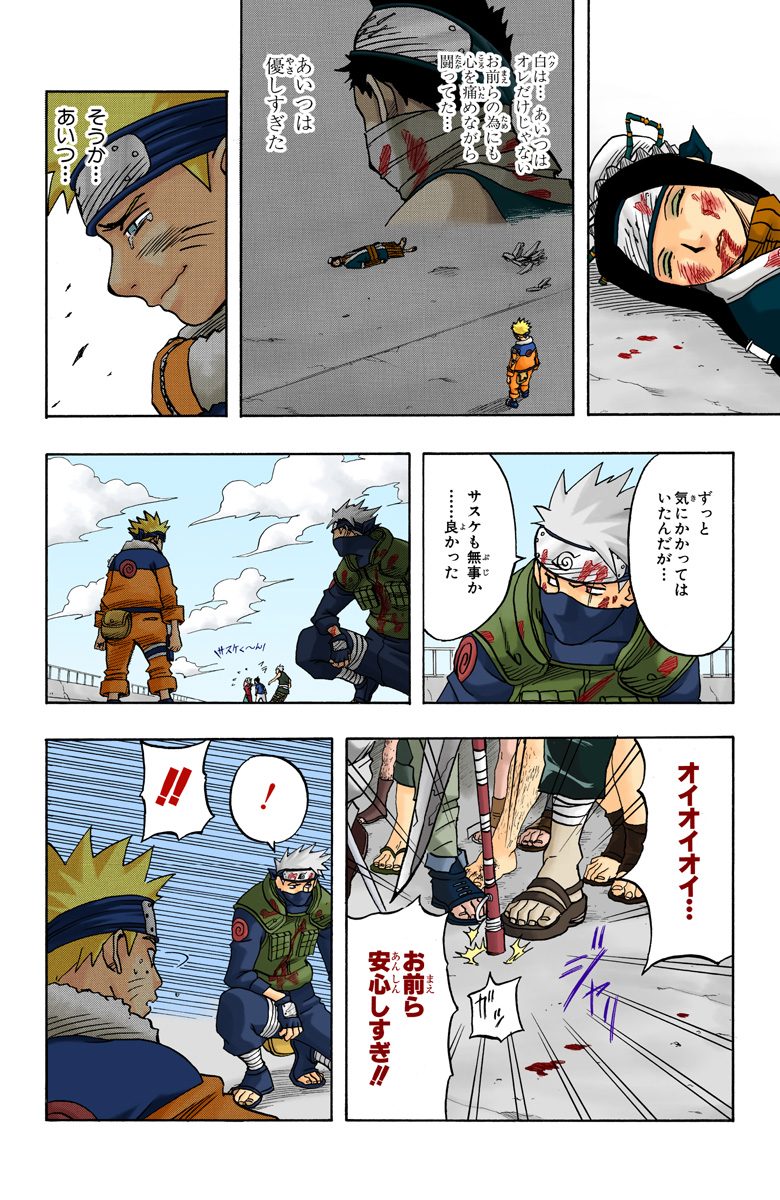 白は…あいつは
オレだけじゃない
お前らの為にも
心を痛めながら
闘ってた…
あいつは
優しすぎた
そうか…
あいつ…
ずっと
気にかかっては
いたんだが…
サスケも無事か
……良かった
サスケく〜ん!
オイオイオイ…
ジャリ
ガッ
お前ら
安心しすぎ!!
!
!!